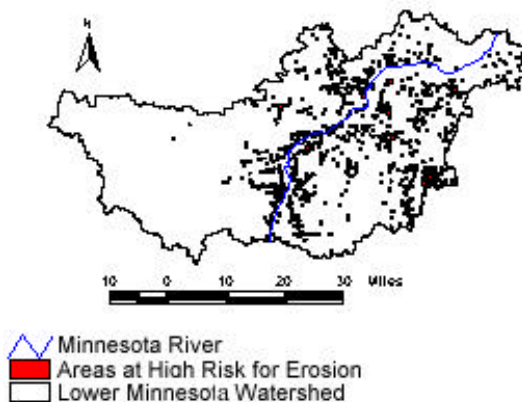 N
10 0 10 20 30 Miles
Minnesota River
Areas at High Risk for Erosion
Lower Minnesota Watershed